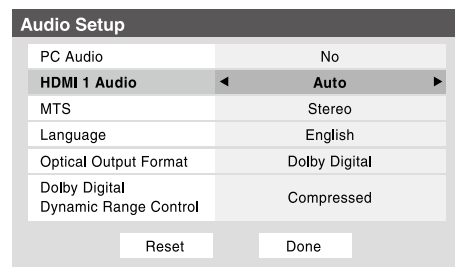 Audio Setup
PC Audio No
HDMI 1 Audio ◄ Auto ►
MTS Stereo
Language English
Optical Output Format Dolby Digital
Dolby Digital
Dynamic Range Control Compressed
Reset Done